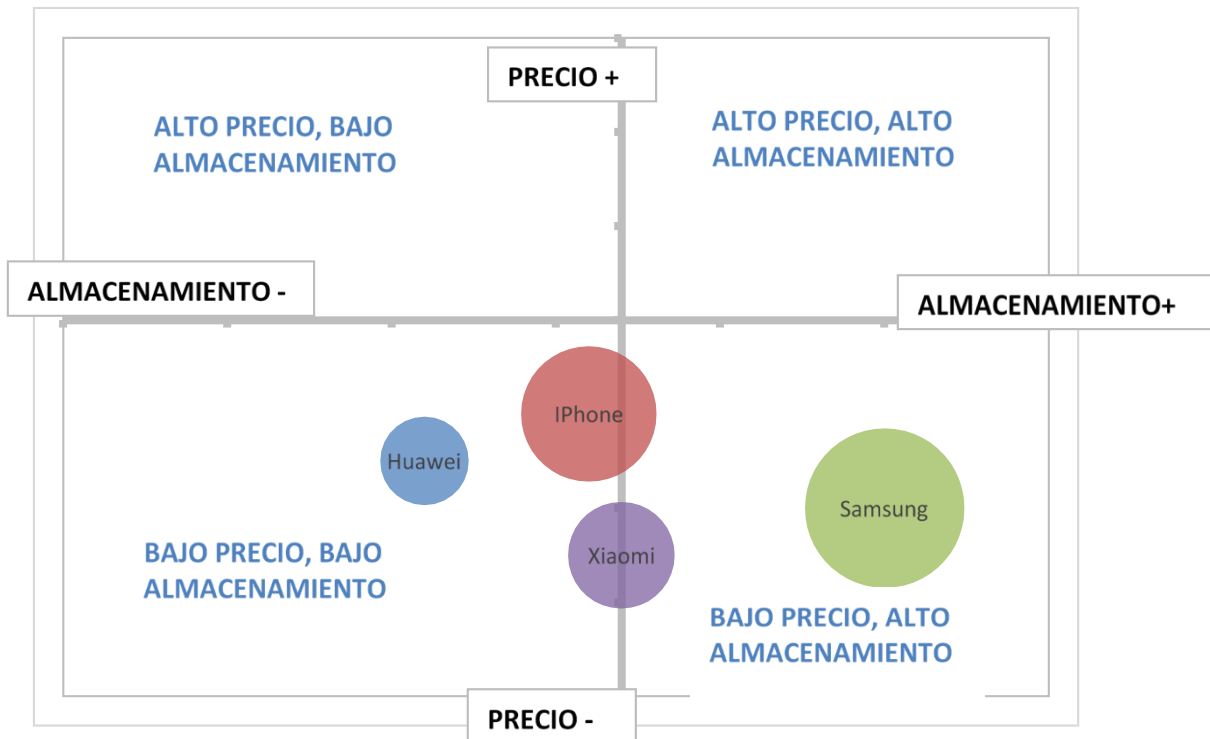 PRECIO +
ALTO PRECIO, BAJO
ALMACENAMIENTO
ALTO PRECIO, ALTO
ALMACENAMIENTO
ALMACENAMIENTO -
ALMACENAMIENTO+
IPhone
Huawei
Samsung
Xiaomi
BAJO PRECIO, BAJO
ALMACENAMIENTO
BAJO PRECIO, ALTO
ALMACENAMIENTO
PRECIO -